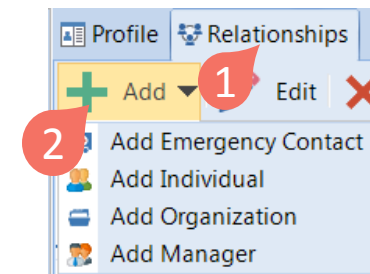 Profile Relationships
Add 1 Edit
2 Add Emergency Contact
Add Individual
Add Organization
Add Manager